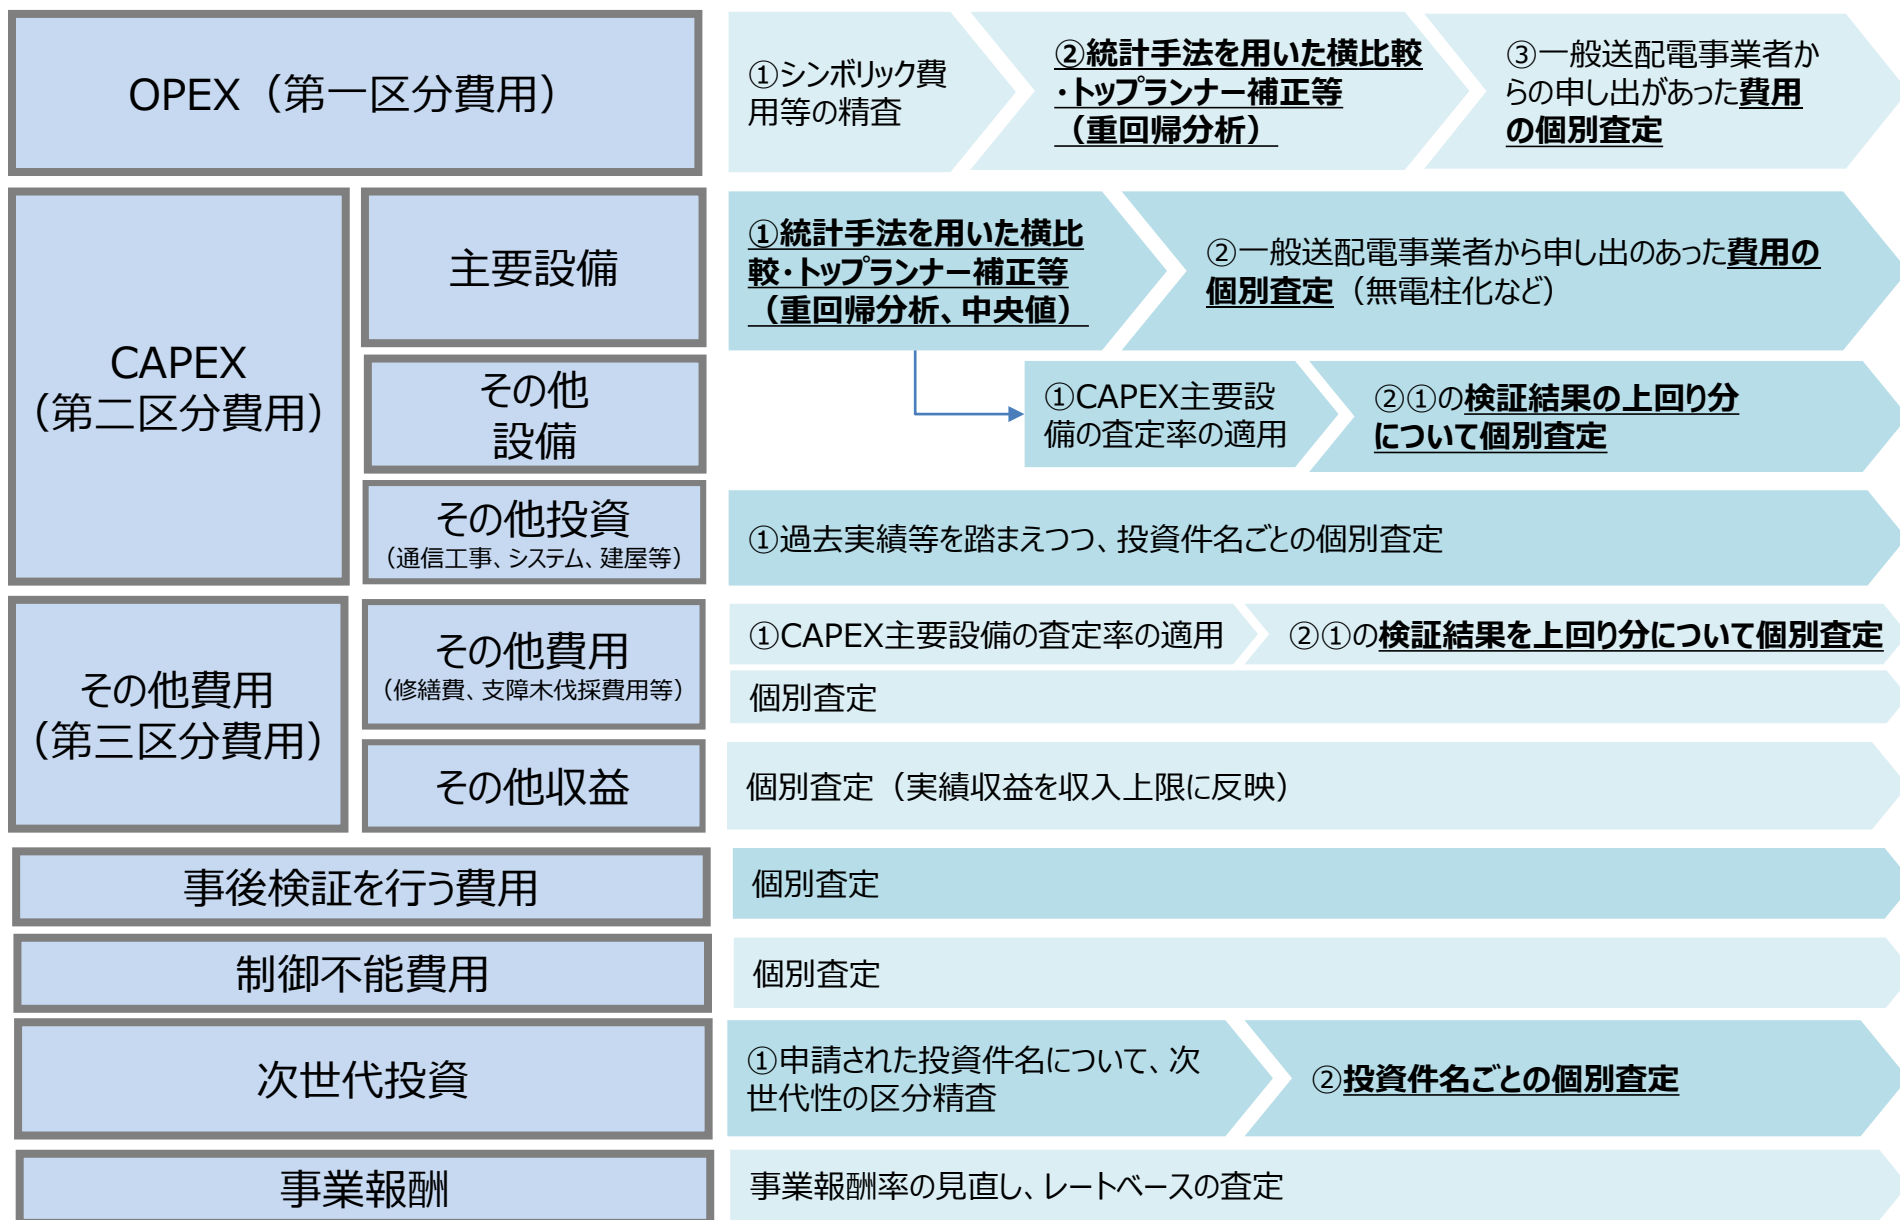 OPEX（第一区分費用）
①シンボリック費
用等の精査
②統計手法を用いた横比較
・トップランナー補正等
（重回帰分析）
③一般送配電事業者か
らの申し出があった費用
の個別査定
CAPEX
（第二区分費用）
主要設備
①統計手法を用いた横比
較・トップランナー補正等
（重回帰分析、中央値）
②一般送配電事業者から申し出のあった費用の
個別査定（無電柱化など）
その他
設備
①CAPEX主要設
備の査定率の適用
②①の検証結果の上回り分
について個別査定
その他投資
（通信工事、システム、建屋等）
①過去実績等を踏まえつつ、投資件名ごとの個別査定
その他費用
（第三区分費用）
その他費用
（修繕費、支障木伐採費用等）
①CAPEX主要設備の査定率の適用
②①の検証結果を上回り分について個別査定
個別査定
その他収益
個別査定（実績収益を収入上限に反映）
事後検証を行う費用
個別査定
制御不能費用
個別査定
次世代投資
①申請された投資件名について、次
世代性の区分精査
②投資件名ごとの個別査定
事業報酬
事業報酬率の見直し、レートベースの査定